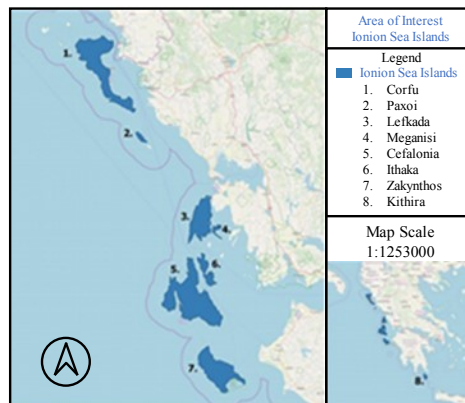 Area of Interest
Ionion Sea Islands
Legend
Ionion Sea Islands
1. Corfu
2. Paxoi
3. Lefkada
4. Meganisi
5. Cefalonia
6. Ithaka
7. Zakynthos
8. Kithira
Map Scale
1:1253000
1.
2.
3.
4.
5.
6.
7.
8.